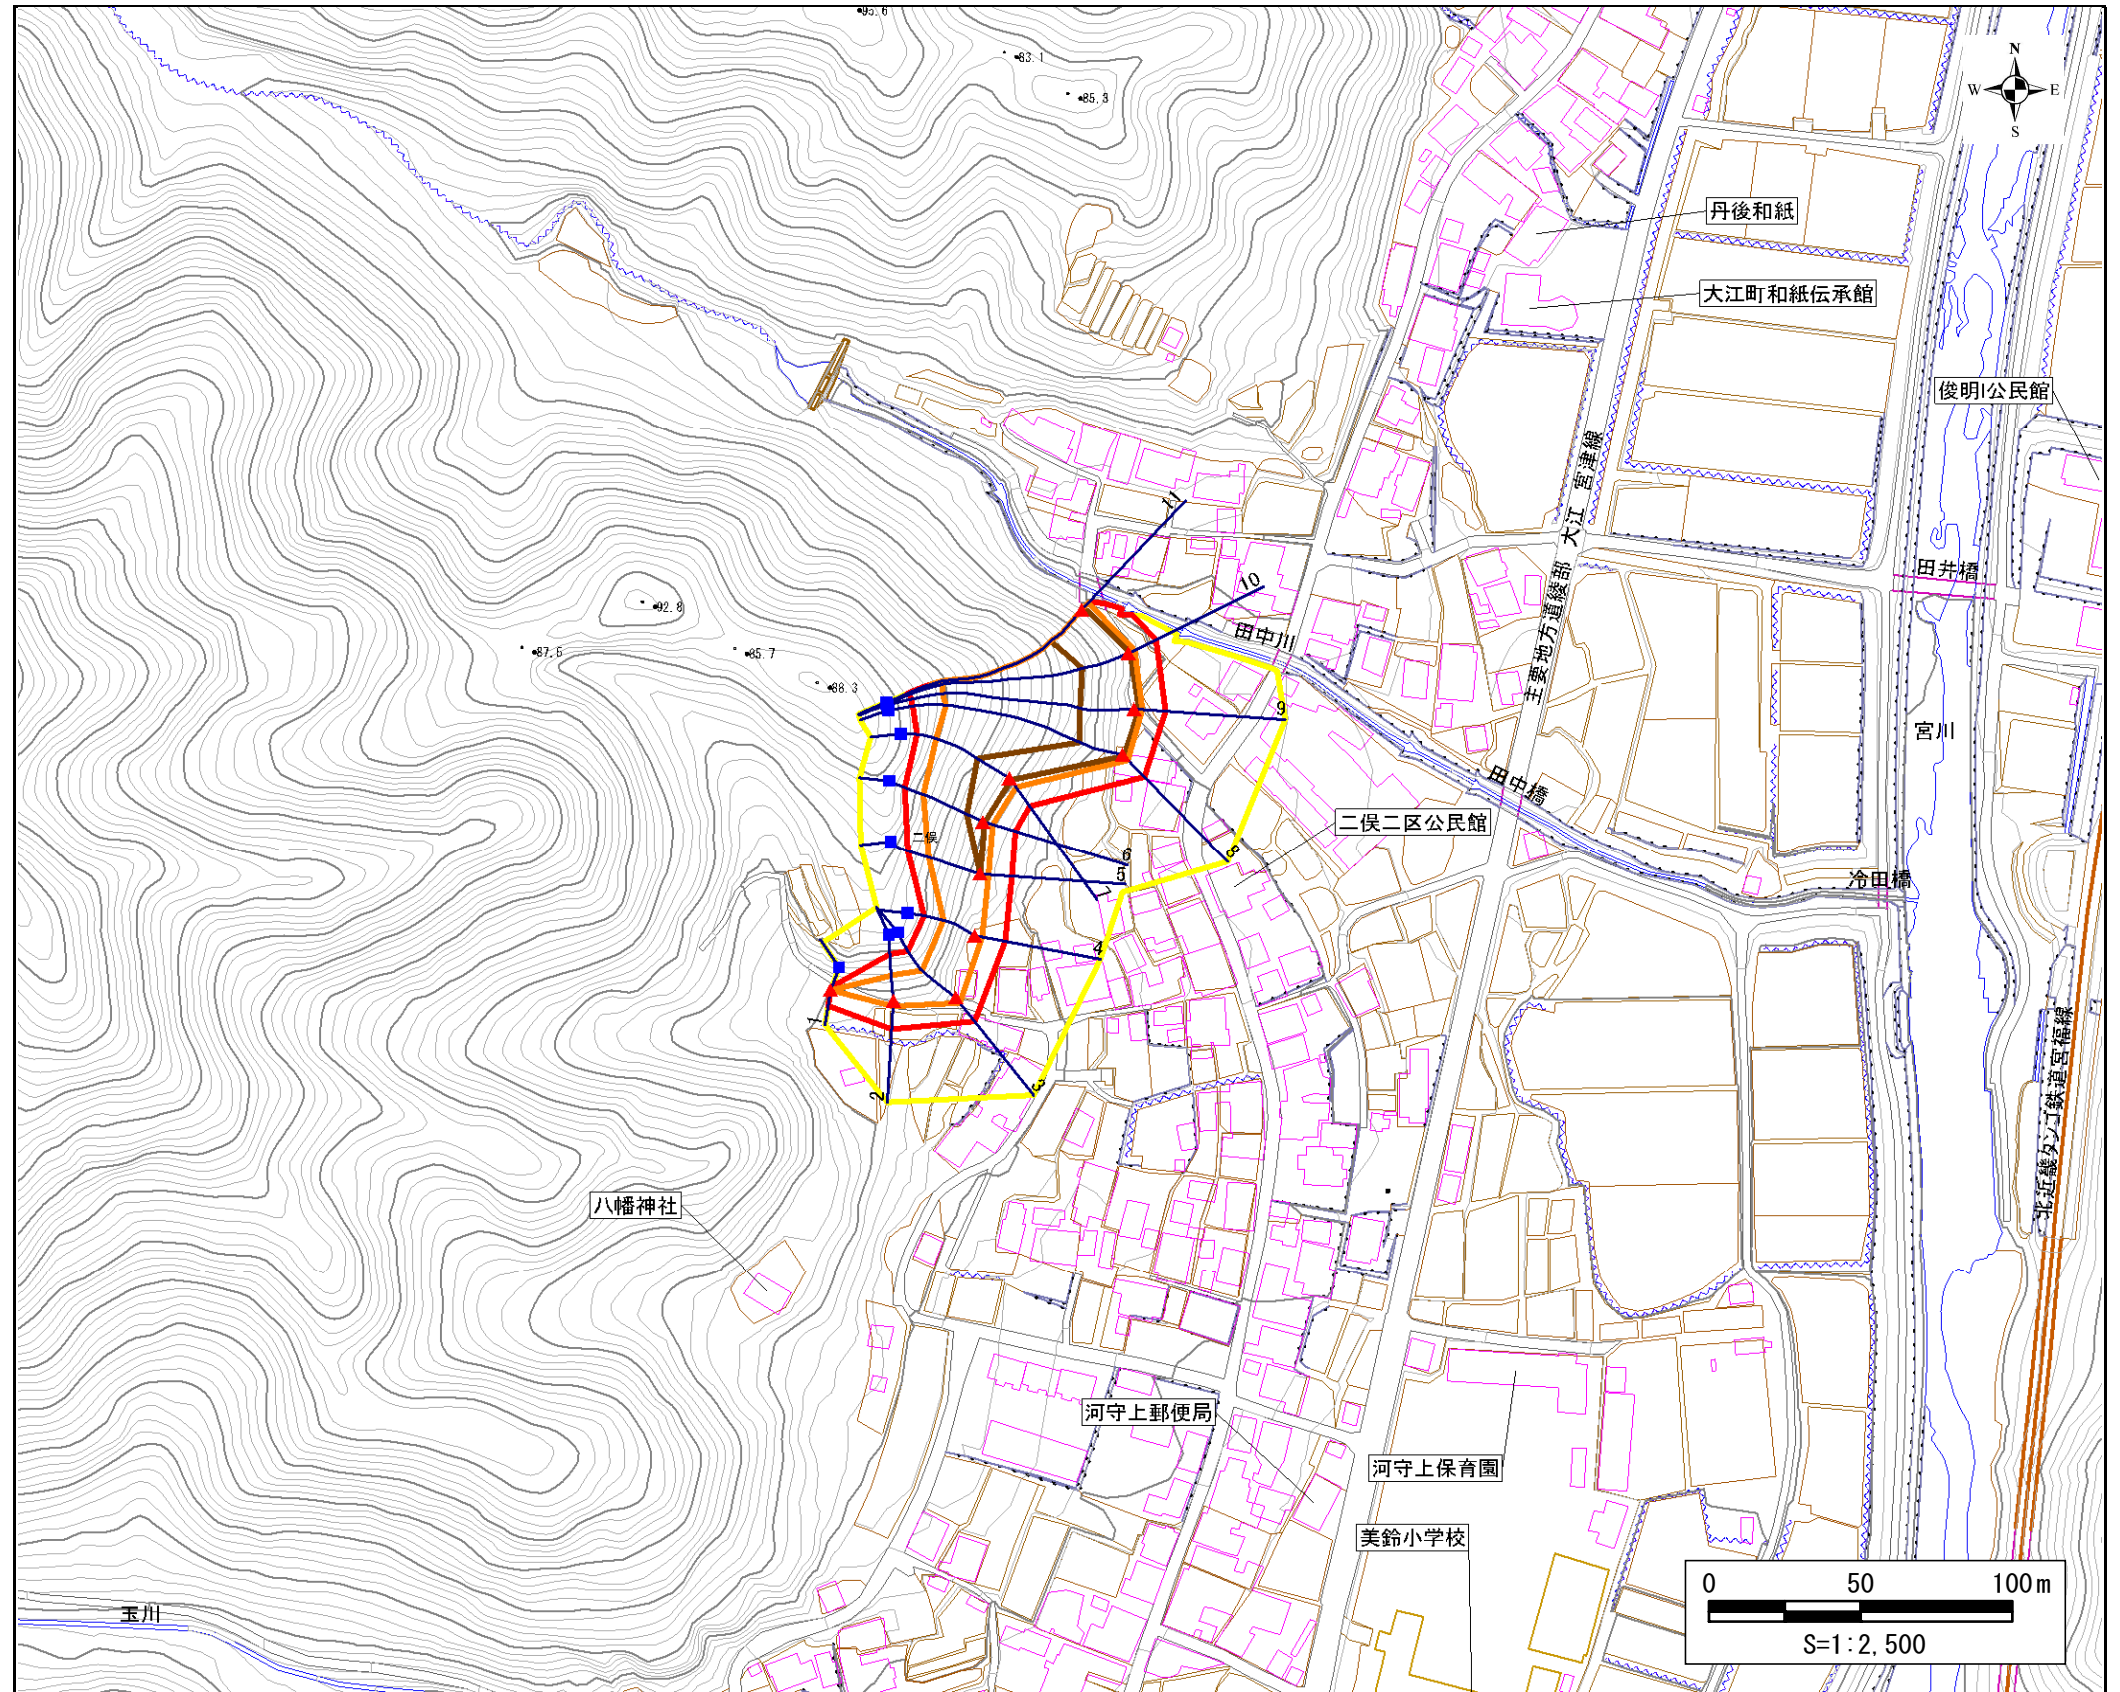 95.6
83.1
85.3
N
W
E
S
丹後和紙
大江町和紙伝承館
俊明公民館
主要地方道綾部 大江 宮津線
11
10
田井橋
92.8
87.6
85.7
88.3
田中川
9
宮川
田中橋
二俣二区公民館
二俣
8
6
5
7
冷田橋
4
1
2
3
北近畿タンゴ鉄道宮福線
八幡神社
河守上郵便局
河守上保育園
美鈴小学校
玉川
0 50 100m
S=1:2,500